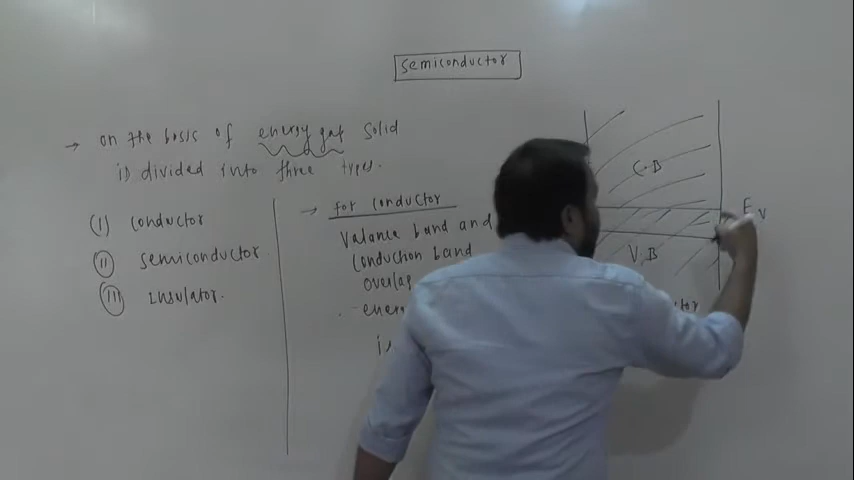 Semiconductor
→ on the basis of energy gap solid
is divided into three types.
(I) conductor
(II) semiconductor
(III) Insulator.
→ for conductor
Valance band and
conduction band
overlap
C.B
V.B
E
V